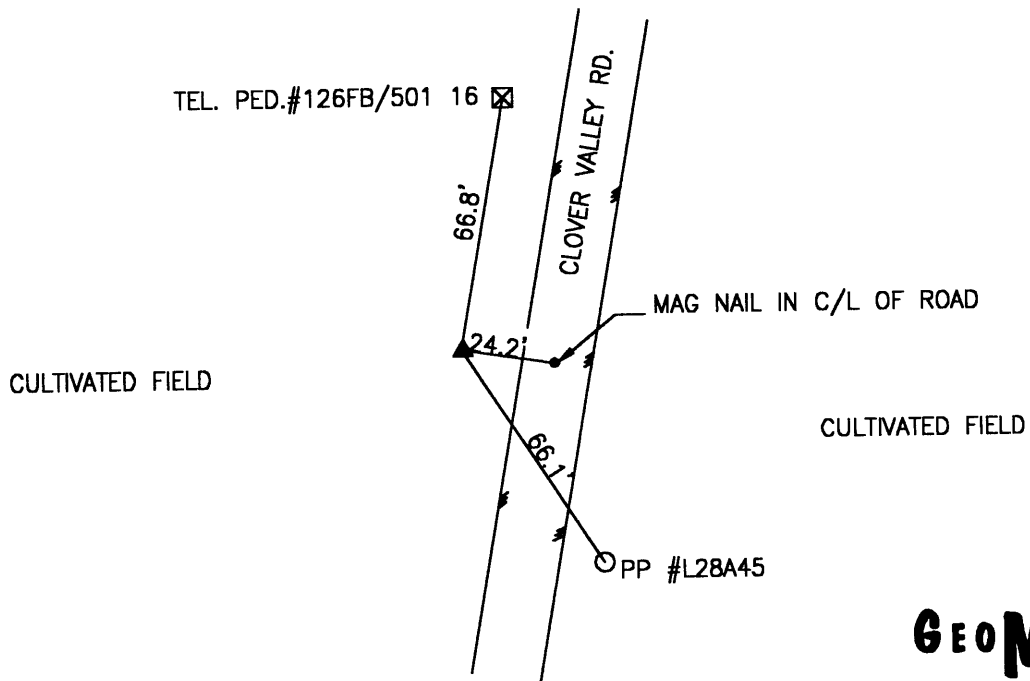 CLOVER VALLEY RD.
TEL. PED.#126FB/501 16
66.8'
MAG NAIL IN C/L OF ROAD
24.2'
CULTIVATED FIELD
CULTIVATED FIELD
66.1'
PP #L28A45
GEOM